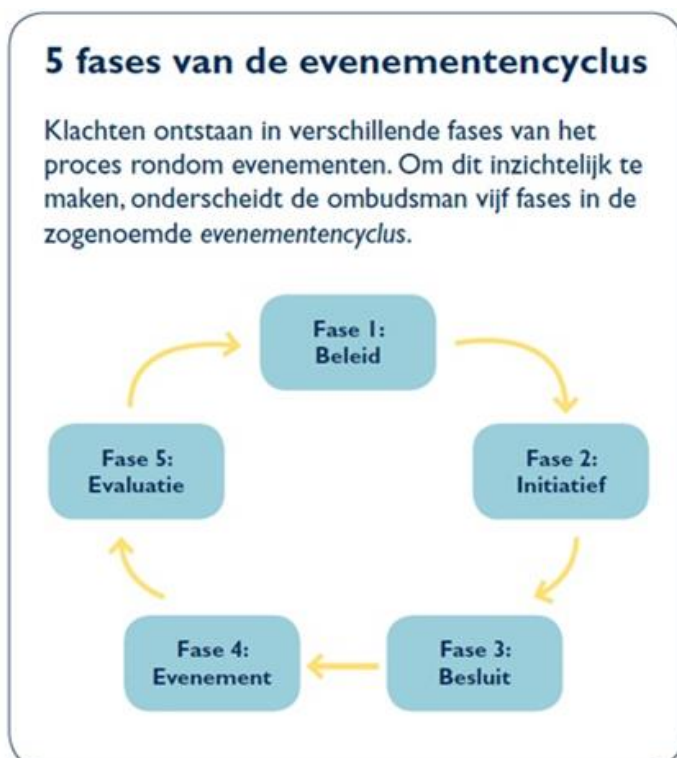 5 fases van de evenementencyclus
Klachten ontstaan in verschillende fases van het
proces rondom evenementen. Om dit inzichtelijk te
maken, onderscheidt de ombudsman vijf fases in de
zogenoemde evenementencyclus.
Fase 1:
Beleid
Fase 2:
Initiatief
Fase 3:
Besluit
Fase 4:
Evenement
Fase 5:
Evaluatie